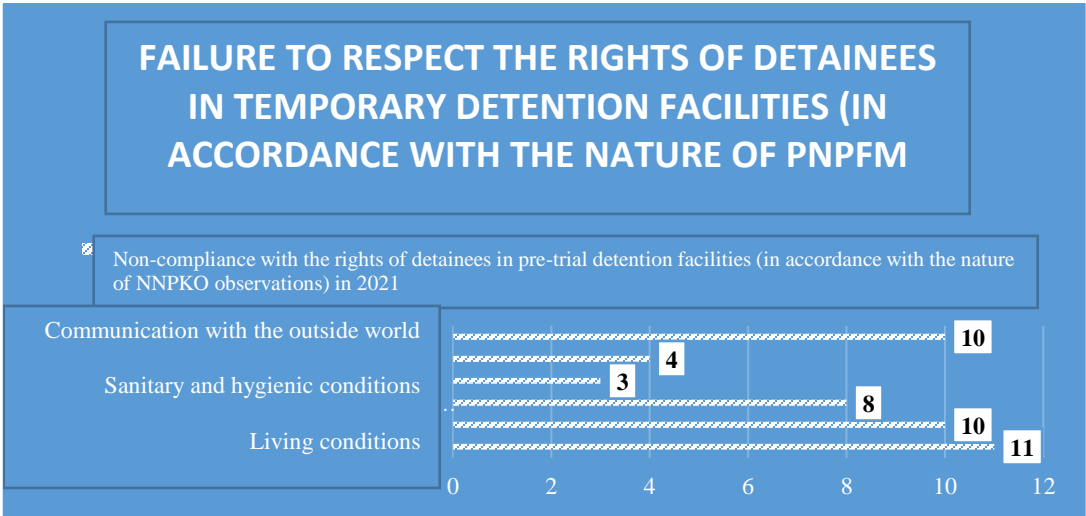 FAILURE TO RESPECT THE RIGHTS OF DETAINEES
IN TEMPORARY DETENTION FACILITIES (IN
ACCORDANCE WITH THE NATURE OF PNPFM
Non-compliance with the rights of detainees in pre-trial detention facilities (in accordance with the nature
of NNPKO observations) in 2021
Communication with the outside world
10
4
Sanitary and hygienic conditions
3
8
..
10
Living conditions
11
0 2 4 6 8 10 12